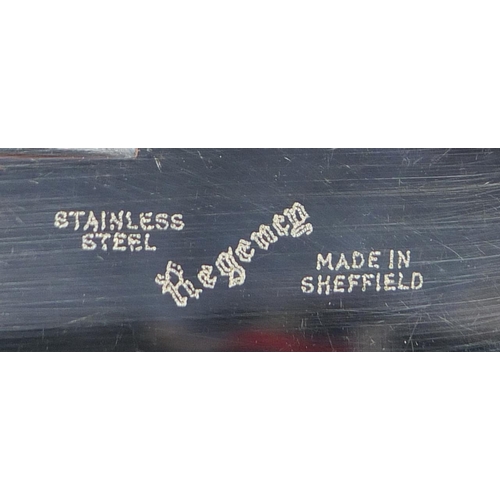 STAINLESS
STEEL
Regency
MADE IN
SHEFFIELD